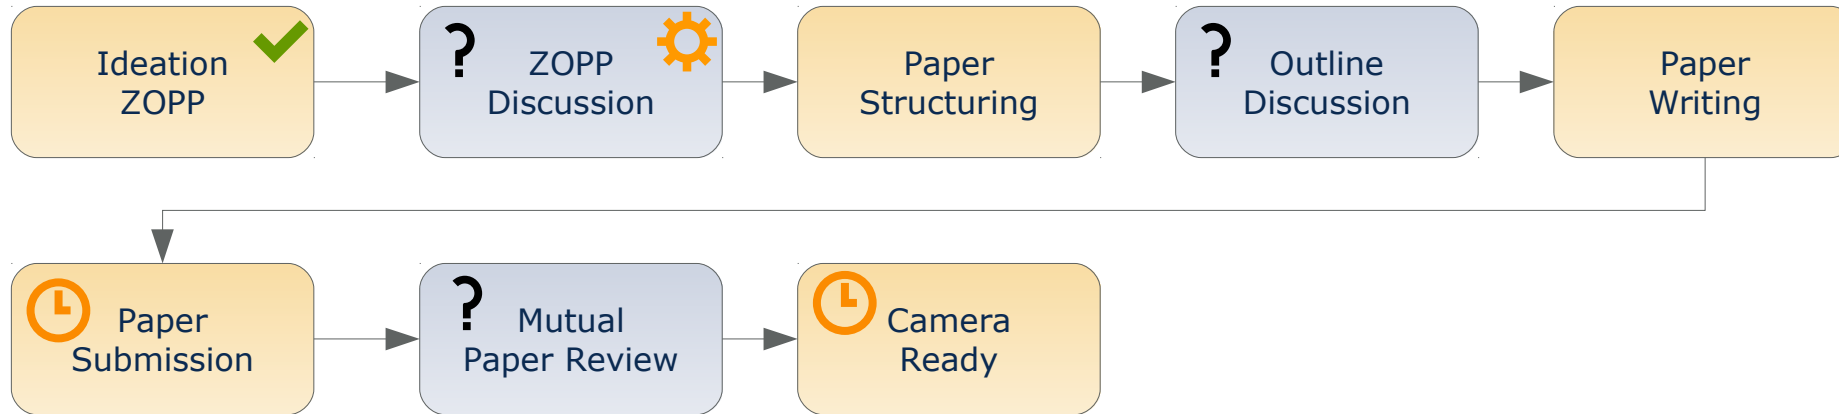 Ideation
ZOPP
?
ZOPP
Discussion
Paper
Structuring
?
Outline
Discussion
Paper
Writing
Paper
Submission
?
Mutual
Paper Review
Camera
Ready